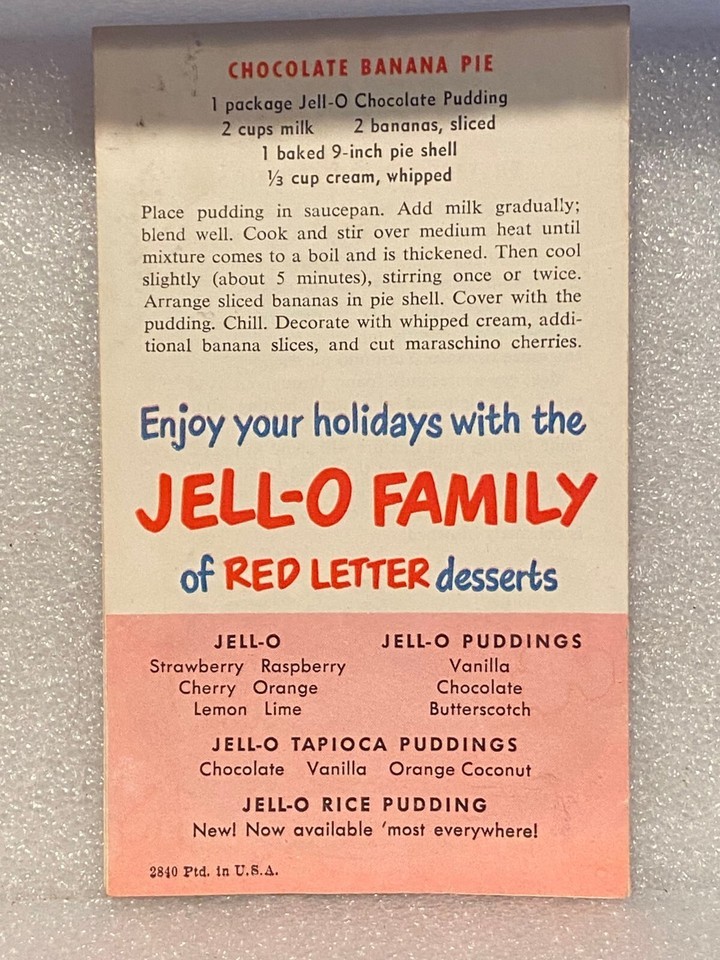 CHOCOLATE BANANA PIE
1 package Jell-O Chocolate Pudding
2 cups milk 2 bananas, sliced
1 baked 9-inch pie shell
⅓ cup cream, whipped
Place pudding in saucepan. Add milk gradually;
blend well. Cook and stir over medium heat until
mixture comes to a boil and is thickened. Then cool
slightly (about 5 minutes), stirring once or twice.
Arrange sliced bananas in pie shell. Cover with the
pudding. Chill. Decorate with whipped cream, addi-
tional banana slices, and cut maraschino cherries.
Enjoy your holidays with the
JELL-O FAMILY
of RED LETTER desserts
JELL-O
Strawberry Raspberry
Cherry Orange
Lemon Lime
JELL-O PUDDINGS
Vanilla
Chocolate
Butterscotch
JELL-O TAPIOCA PUDDINGS
Chocolate Vanilla Orange Coconut
JELL-O RICE PUDDING
New! Now available 'most everywhere!
2840 Ptd. in U.S.A.